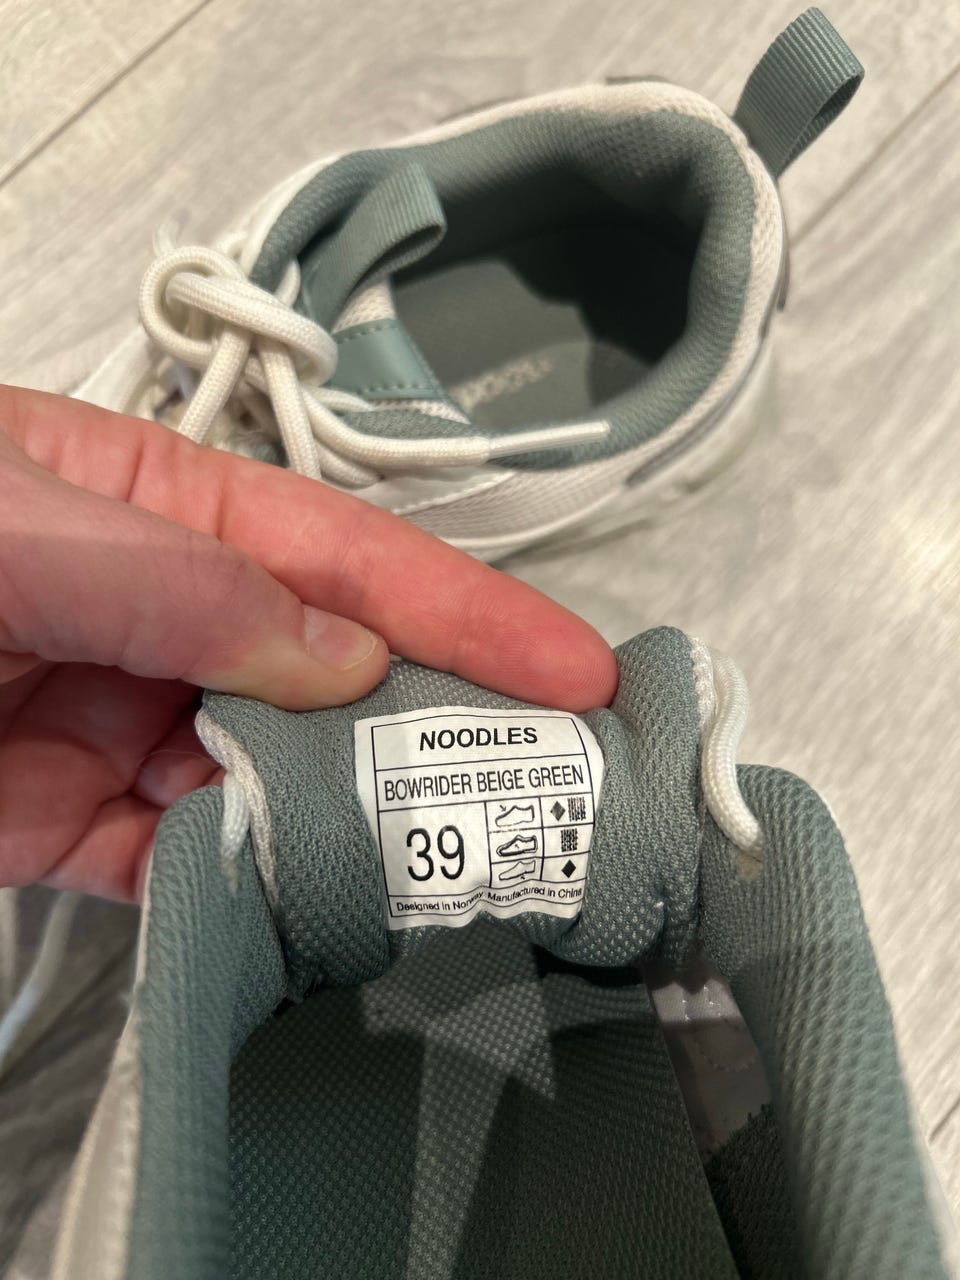 NOODLES
BOWRIDER BEIGE GREEN
39
Designed in Norway Manufactured in China